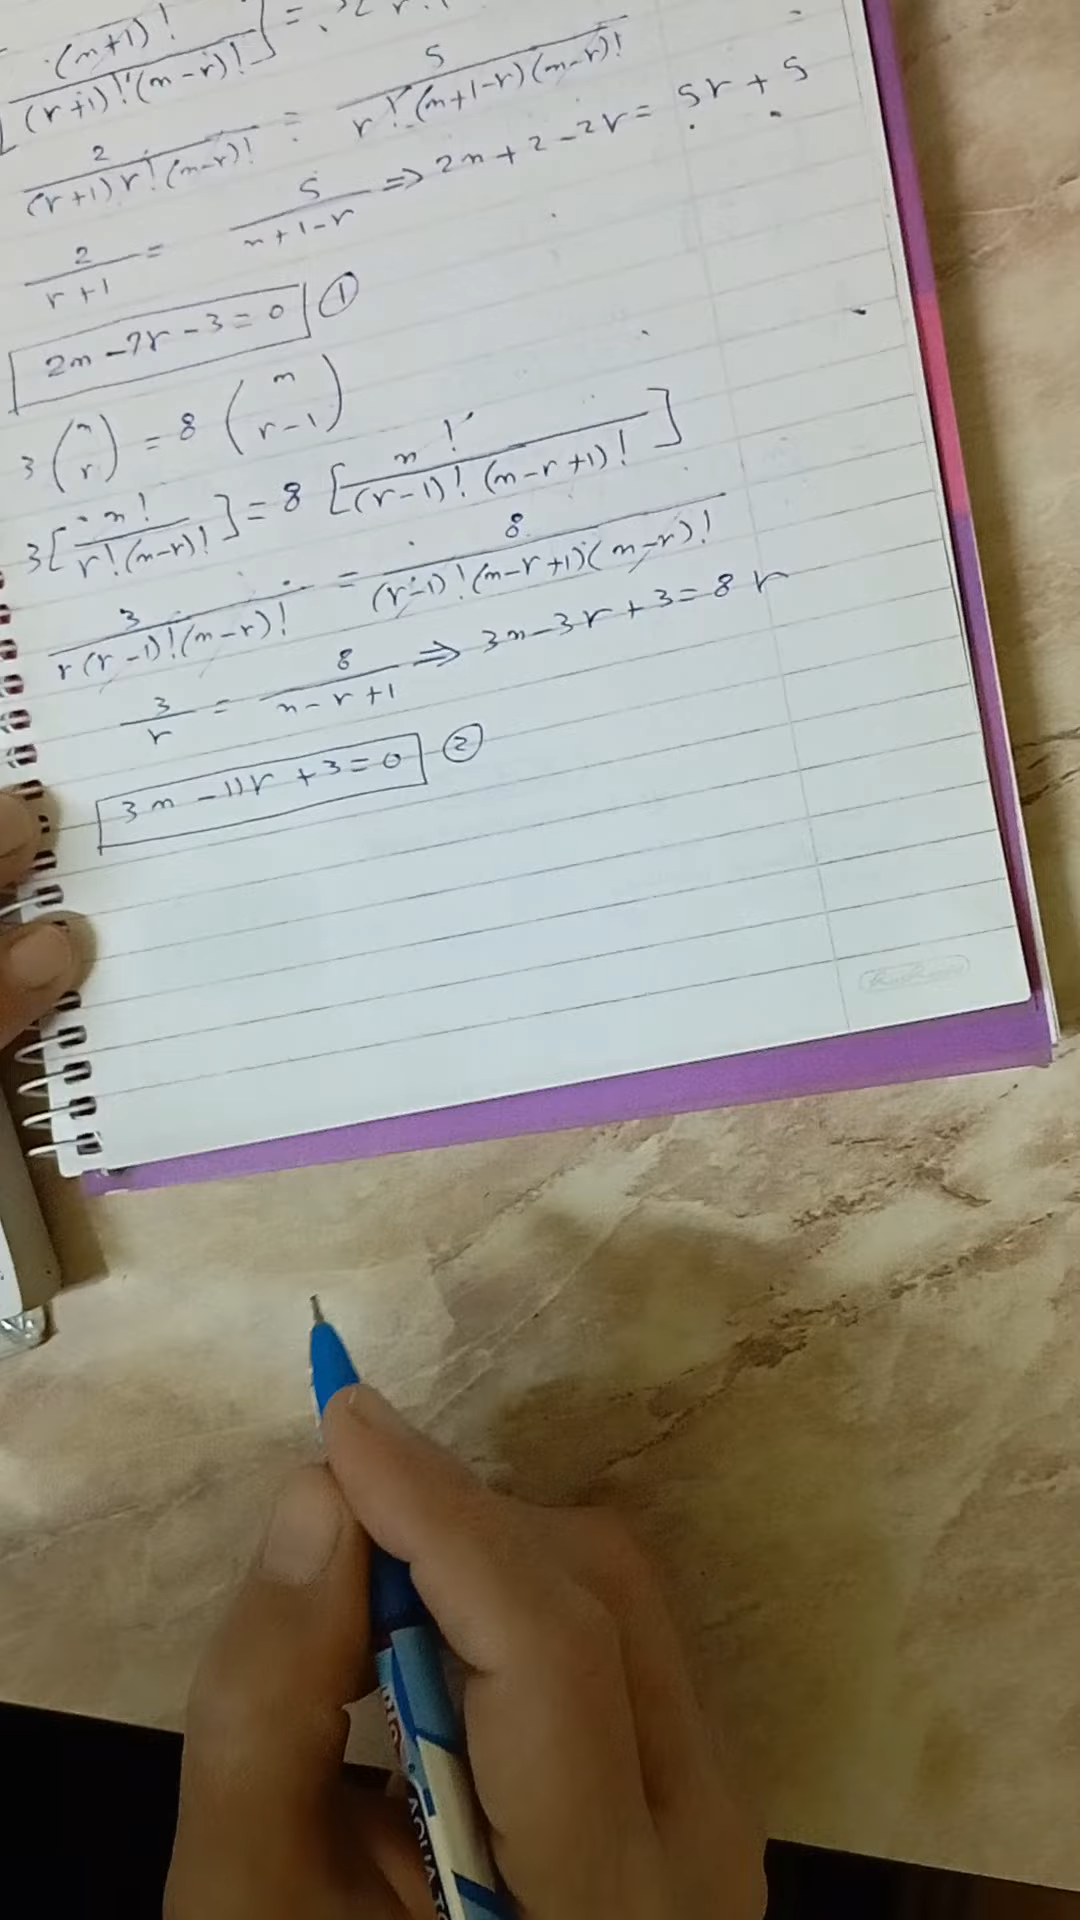 (n+1)! / (r+1)!(n-r)! ] =
2 / (r+1)r!(n-r)! = 5 / r!(n+1-r)(n-r)!
2 / r+1 = 5 / n+1-r ⇒ 2n+2-2r = 5r+5
2n-7r-3=0 ①
3 (n r) = 8 (n r-1)
3 [ n! / r!(n-r)! ] = 8 [ n! / (r-1)!(n-r+1)! ]
3 / r(r-1)!(n-r)! = 8 / (r-1)!(n-r+1)(n-r)!
3 / r = 8 / n-r+1 ⇒ 3n-3r+3=8r
3n-11r+3=0 ②